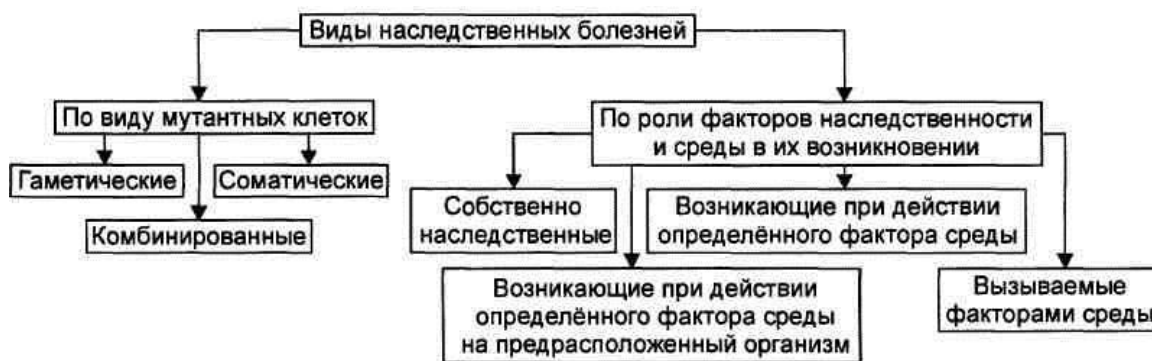 Виды наследственных болезней
По виду мутантных клеток
Гаметические
Соматические
Комбинированные
По роли факторов наследственности
и среды в их возникновении
Собственно
наследственные
Возникающие при действии
определённого фактора среды
Возникающие при действии
определённого фактора среды
на предрасположенный организм
Вызываемые
факторами среды